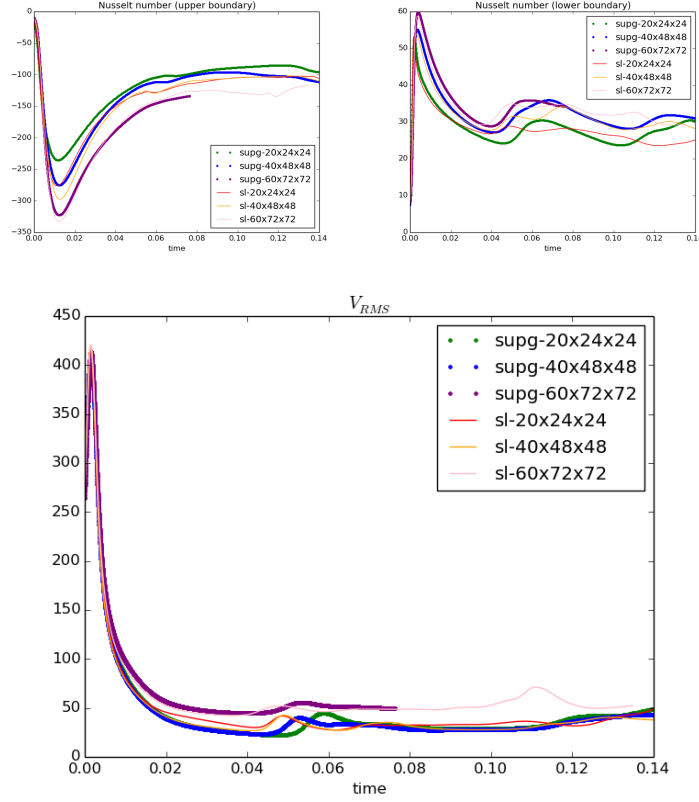 Nusselt number (upper boundary)
0
−50
−100
−150
−200
−250
−300
−350
0.00 0.02 0.04 0.06 0.08 0.10 0.12 0.14
time
supg-20x24x24
supg-40x48x48
supg-60x72x72
sl-20x24x24
sl-40x48x48
sl-60x72x72
Nusselt number (lower boundary)
60
50
40
30
20
10
0
0.00 0.02 0.04 0.06 0.08 0.10 0.12 0.14
time
supg-20x24x24
supg-40x48x48
supg-60x72x72
sl-20x24x24
sl-40x48x48
sl-60x72x72
V_RMS
450
400
350
300
250
200
150
100
50
0
0.00 0.02 0.04 0.06 0.08 0.10 0.12 0.14
time
supg-20x24x24
supg-40x48x48
supg-60x72x72
sl-20x24x24
sl-40x48x48
sl-60x72x72